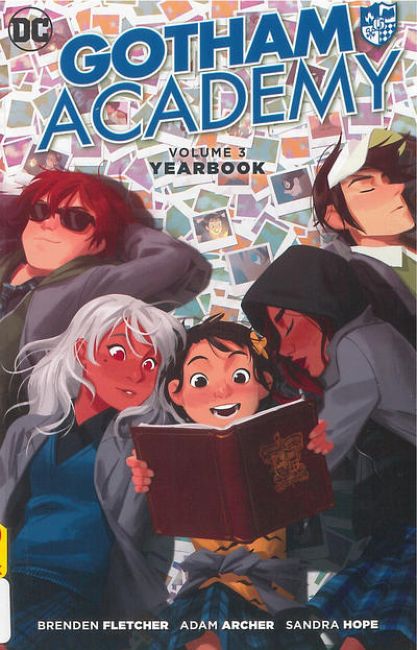 DC
GOTHAM
ACADEMY
VOLUME 3
YEARBOOK
BRENDEN FLETCHER ADAM ARCHER SANDRA HOPE